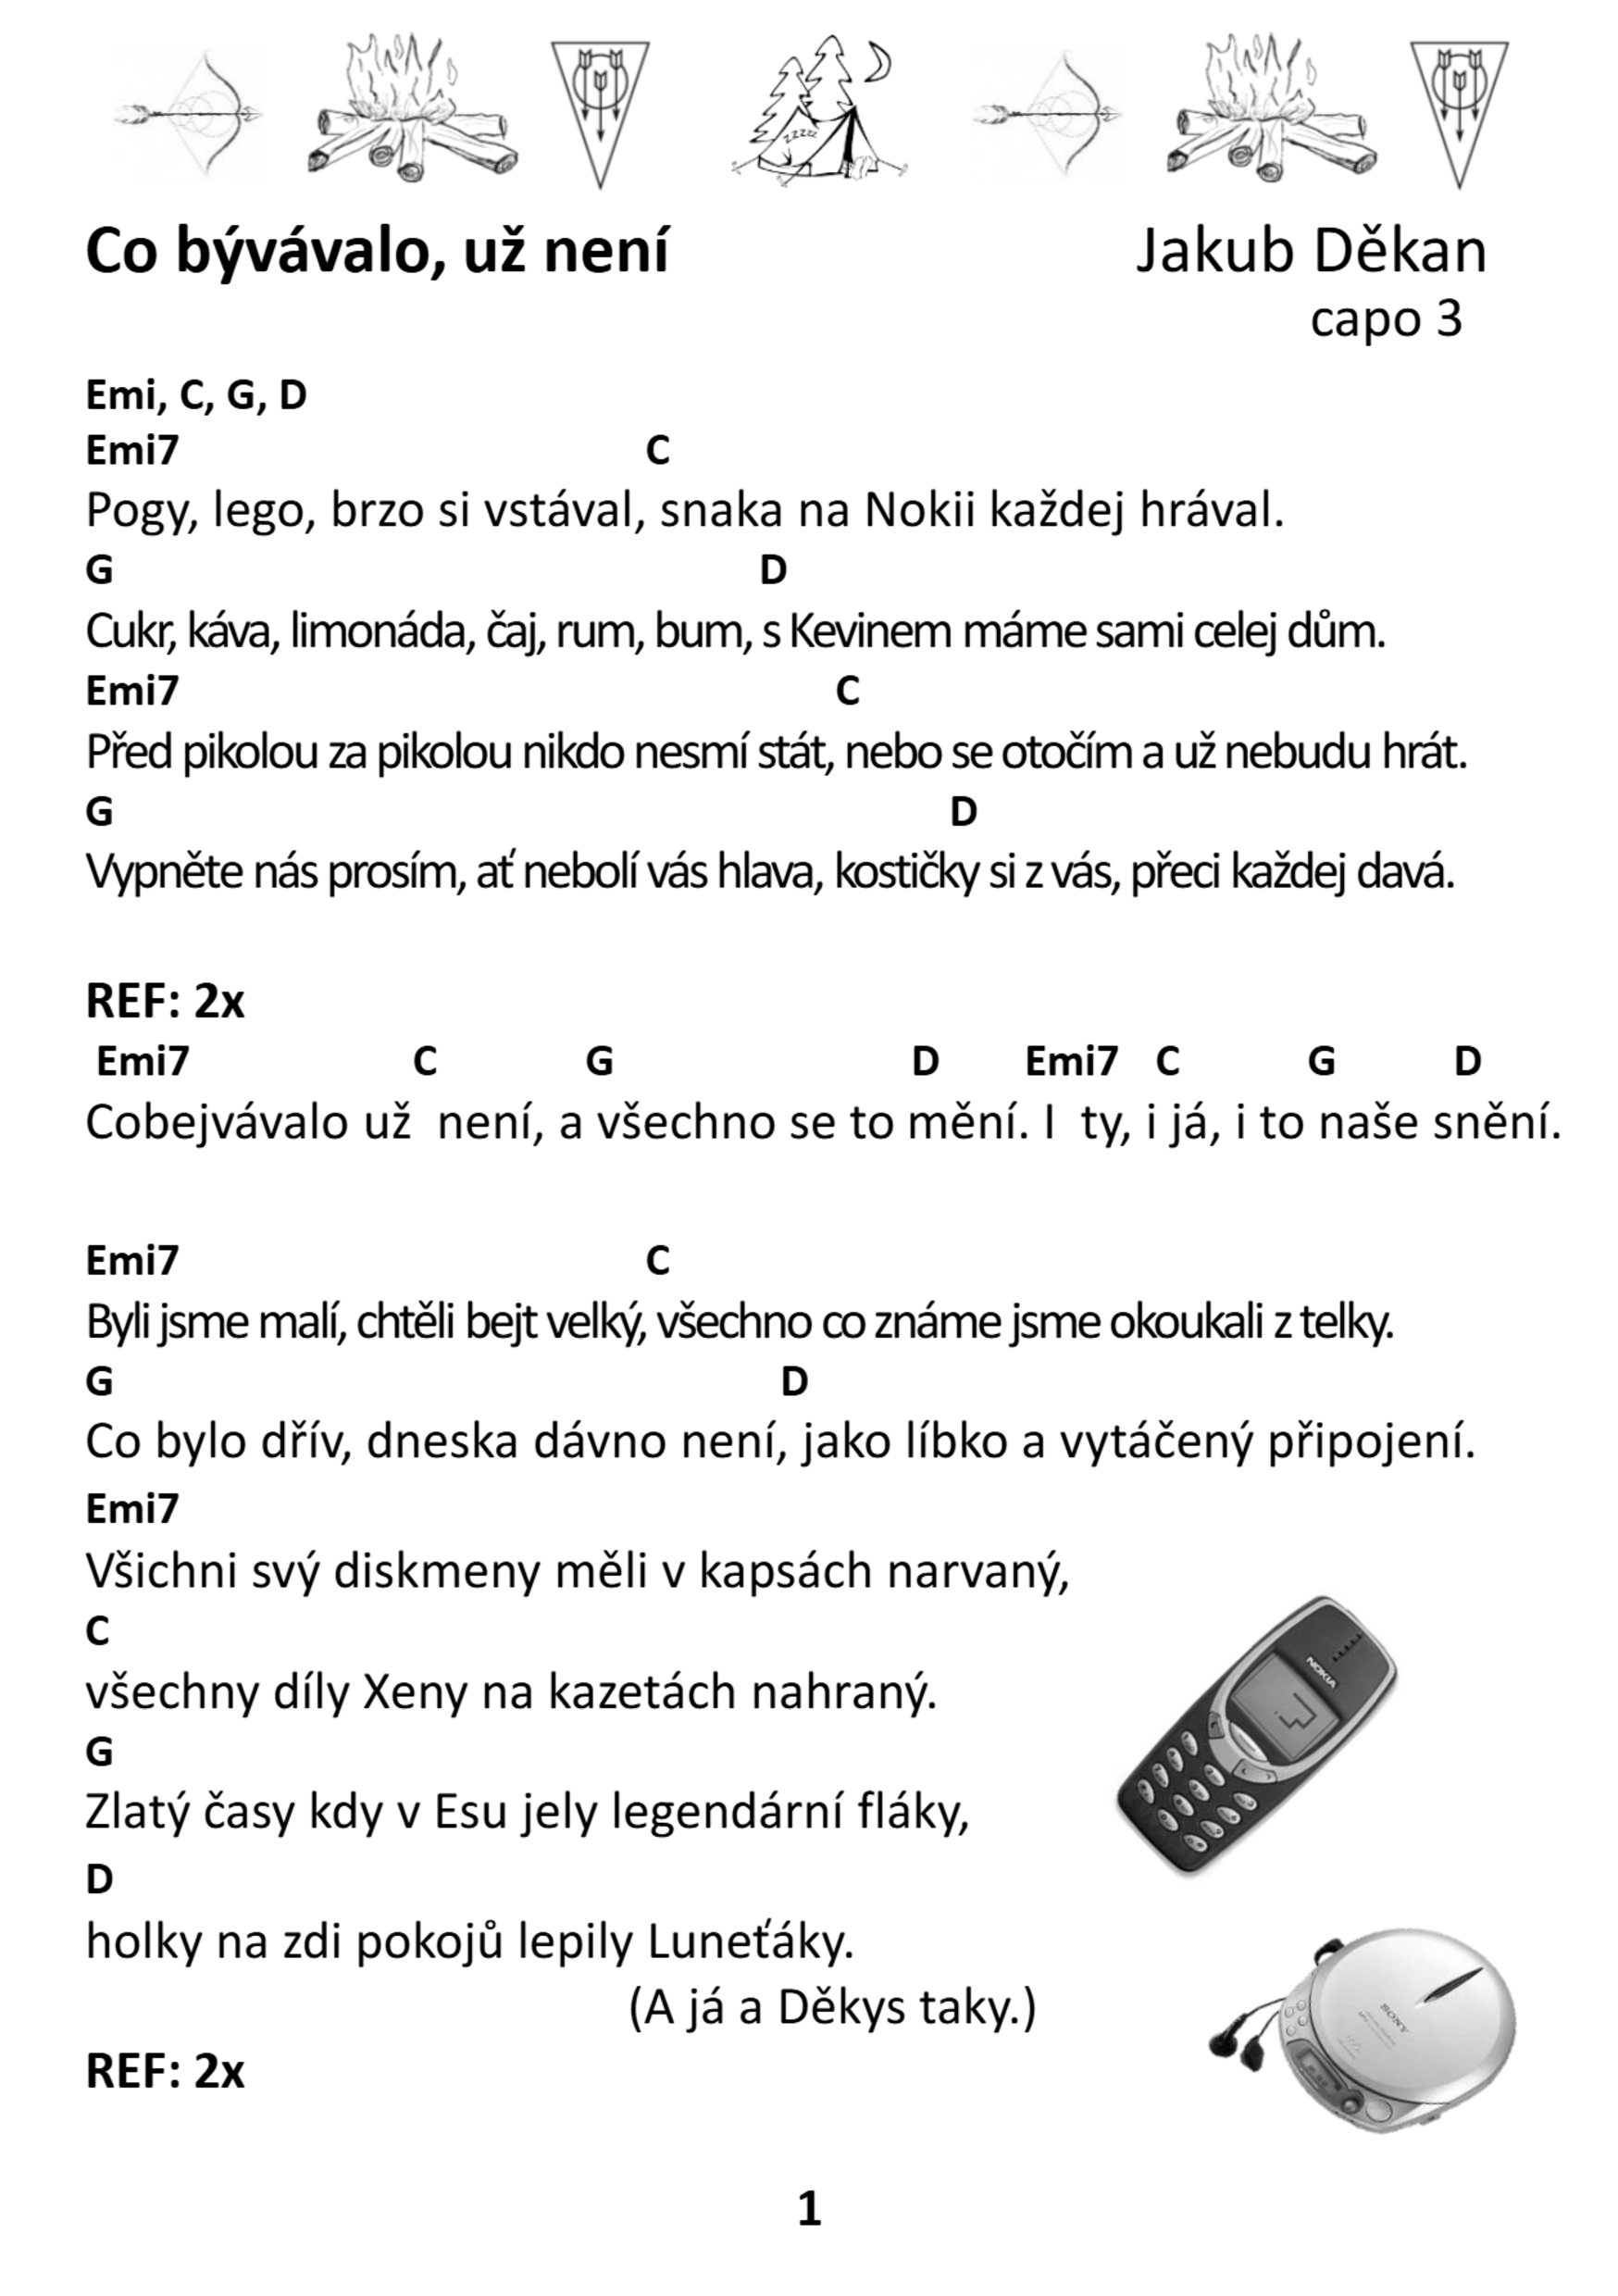 zzzzz
Co bývávalo, už není Jakub Děkan
capo 3
Emi, C, G, D
Emi7 C
Pogy, lego, brzo si vstával, snaka na Nokii každej hrával.
G D
Cukr, káva, limonáda, čaj, rum, bum, s Kevinem máme sami celej dům.
Emi7 C
Před pikolou za pikolou nikdo nesmí stát, nebo se otočím a už nebudu hrát.
G D
Vypněte nás prosím, ať nebolí vás hlava, kostičky si z vás, přeci každej davá.
REF: 2x
Emi7 C G D Emi7 C G D
Cobejvávalo už není, a všechno se to mění. I ty, i já, i to naše snění.
Emi7 C
Byli jsme malí, chtěli bejt velký, všechno co známe jsme okoukali z telky.
G D
Co bylo dřív, dneska dávno není, jako líbko a vytáčený připojení.
Emi7
Všichni svý diskmeny měli v kapsách narvaný,
C
všechny díly Xeny na kazetách nahraný.
G
Zlatý časy kdy v Esu jely legendární fláky,
D
holky na zdi pokojů lepily Luneťáky.
(A já a Děkys taky.)
REF: 2x
NOKIA
SONY
1